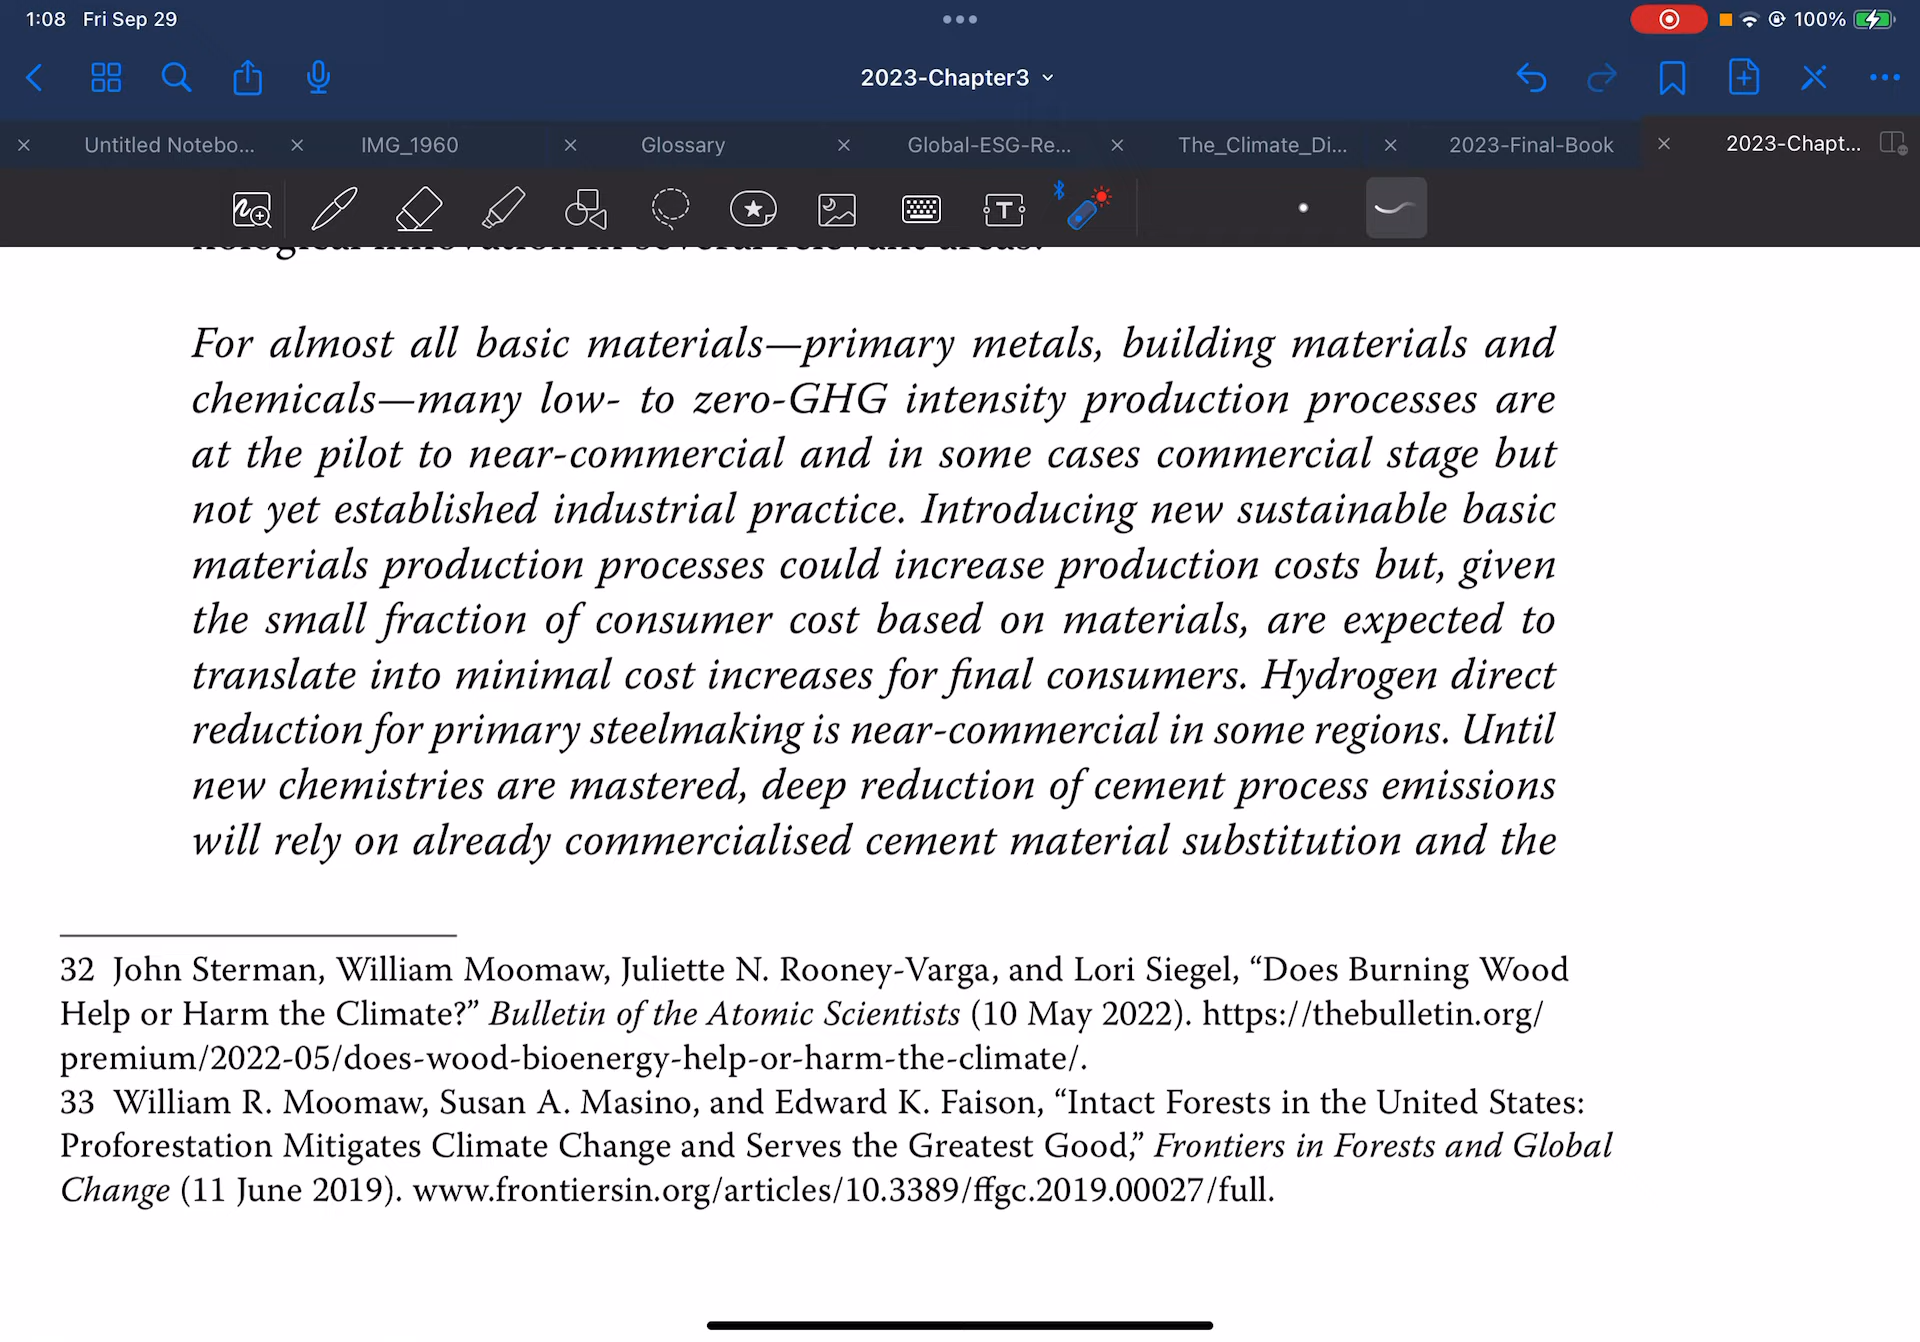 1:08 Fri Sep 29
100%
2023-Chapter3
Untitled Notebo...
IMG_1960
Glossary
Global-ESG-Re...
The_Climate_Di...
2023-Final-Book
2023-Chapt...
nological innovation in several relevant areas.
For almost all basic materials—primary metals, building materials and
chemicals—many low- to zero-GHG intensity production processes are
at the pilot to near-commercial and in some cases commercial stage but
not yet established industrial practice. Introducing new sustainable basic
materials production processes could increase production costs but, given
the small fraction of consumer cost based on materials, are expected to
translate into minimal cost increases for final consumers. Hydrogen direct
reduction for primary steelmaking is near-commercial in some regions. Until
new chemistries are mastered, deep reduction of cement process emissions
will rely on already commercialised cement material substitution and the
32 John Sterman, William Moomaw, Juliette N. Rooney-Varga, and Lori Siegel, “Does Burning Wood
Help or Harm the Climate?” Bulletin of the Atomic Scientists (10 May 2022). https://thebulletin.org/
premium/2022-05/does-wood-bioenergy-help-or-harm-the-climate/.
33 William R. Moomaw, Susan A. Masino, and Edward K. Faison, “Intact Forests in the United States:
Proforestation Mitigates Climate Change and Serves the Greatest Good,” Frontiers in Forests and Global
Change (11 June 2019). www.frontiersin.org/articles/10.3389/ffgc.2019.00027/full.